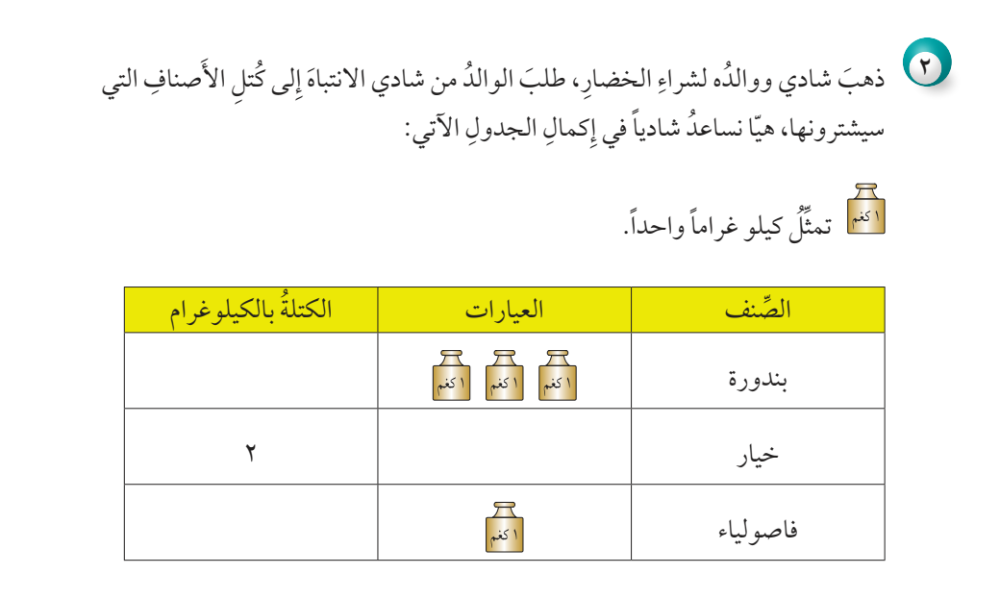 ٢
ذهبَ شادي ووالدُه لشراءِ الخضارِ، طلبَ الوالدُ من شادي الانتباهَ إِلى كُتلِ الأَصنافِ التي
سيشترونها، هيّا نساعدُ شادياً في إِكمالِ الجدولِ الآتي:
١ كغم تمثِّلُ كيلو غراماً واحداً.
الصِّنف العيارات الكتلةُ بالكيلوغرام
بندورة ١ كغم ١ كغم ١ كغم
خيار ٢
فاصولياء ١ كغم